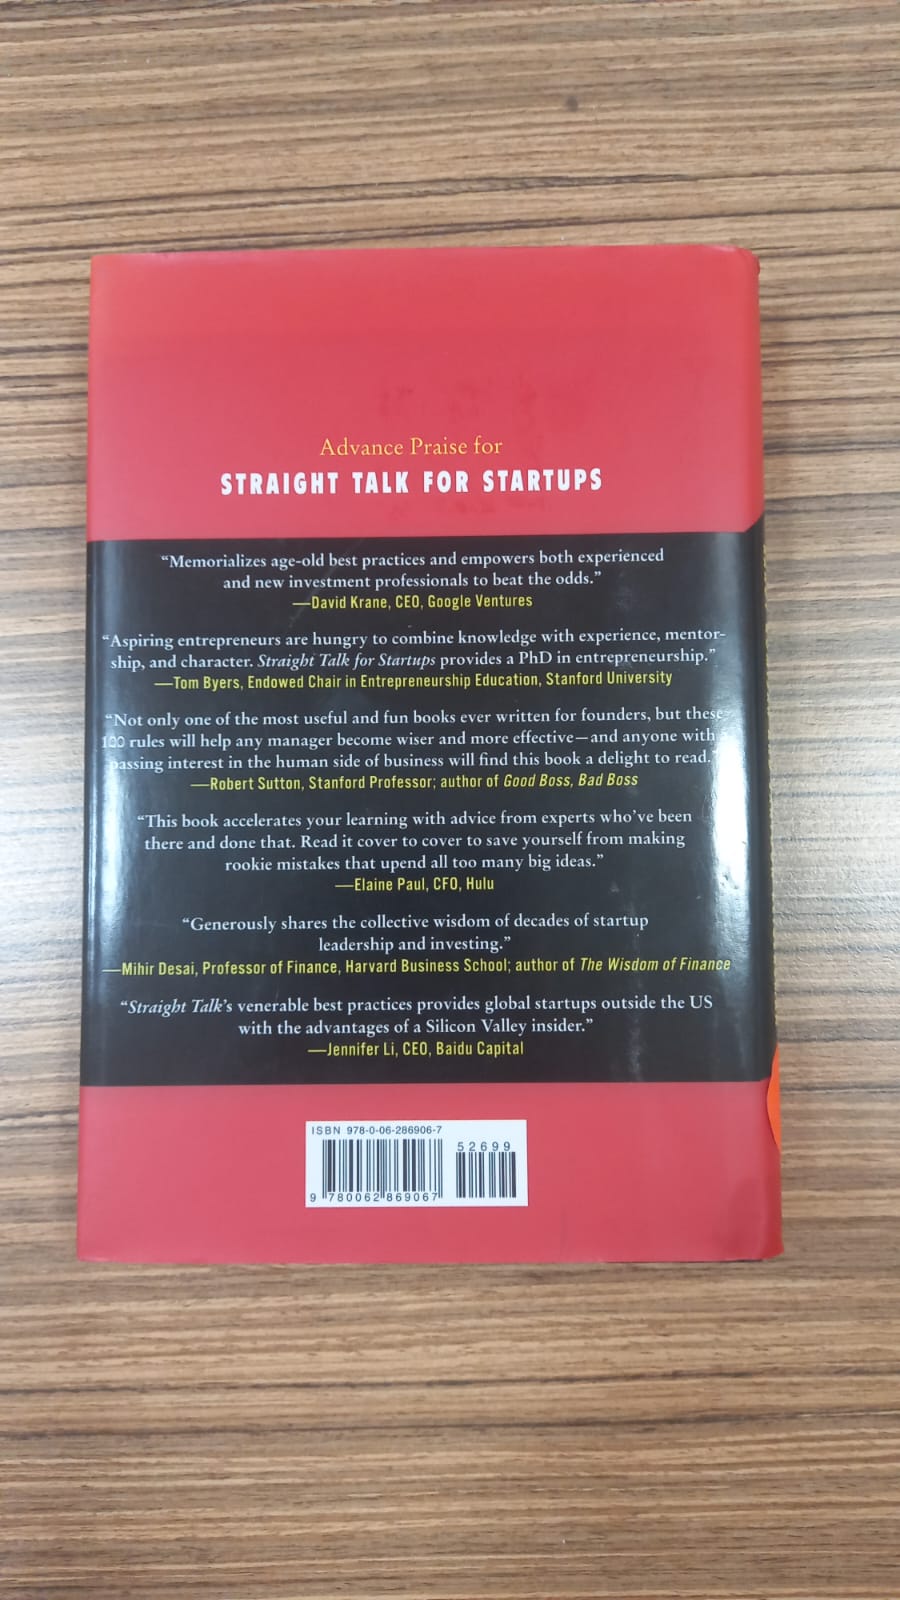 Advance Praise for
STRAIGHT TALK FOR STARTUPS
“Memorializes age-old best practices and empowers both experienced
and new investment professionals to beat the odds.”
—David Krane, CEO, Google Ventures
“Aspiring entrepreneurs are hungry to combine knowledge with experience, mentor-
ship, and character. Straight Talk for Startups provides a PhD in entrepreneurship.”
—Tom Byers, Endowed Chair in Entrepreneurship Education, Stanford University
“Not only one of the most useful and fun books ever written for founders, but these
100 rules will help any manager become wiser and more effective—and anyone with a
passing interest in the human side of business will find this book a delight to read.”
—Robert Sutton, Stanford Professor; author of Good Boss, Bad Boss
“This book accelerates your learning with advice from experts who’ve been
there and done that. Read it cover to cover to save yourself from making
rookie mistakes that upend all too many big ideas.”
—Elaine Paul, CFO, Hulu
“Generously shares the collective wisdom of decades of startup
leadership and investing.”
—Mihir Desai, Professor of Finance, Harvard Business School; author of The Wisdom of Finance
“Straight Talk’s venerable best practices provides global startups outside the US
with the advantages of a Silicon Valley insider.”
—Jennifer Li, CEO, Baidu Capital
ISBN 978-0-06-286906-7
52699
9 780062 869067